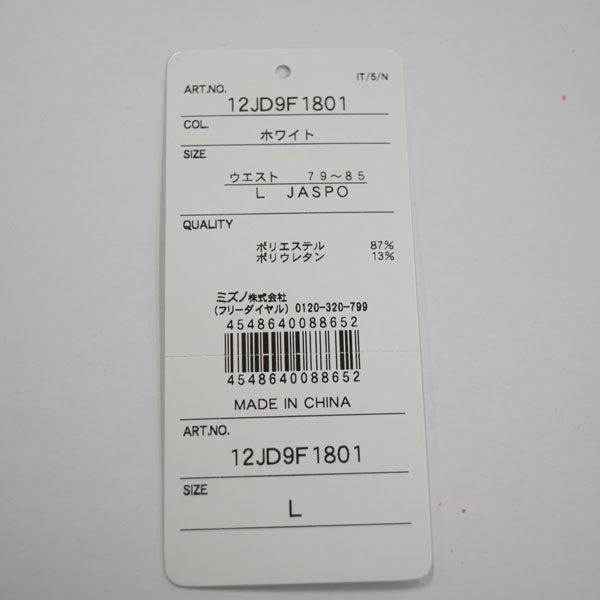 IT/5/N
ART.NO.
12JD9F1801
COL.
ホワイト
SIZE
ウエスト 79〜85
L JASPO
QUALITY
ポリエステル 87%
ポリウレタン 13%
ミズノ株式会社
(フリーダイヤル) 0120-320-799
4548640088652
4548640088652
MADE IN CHINA
ART.NO.
12JD9F1801
SIZE
L